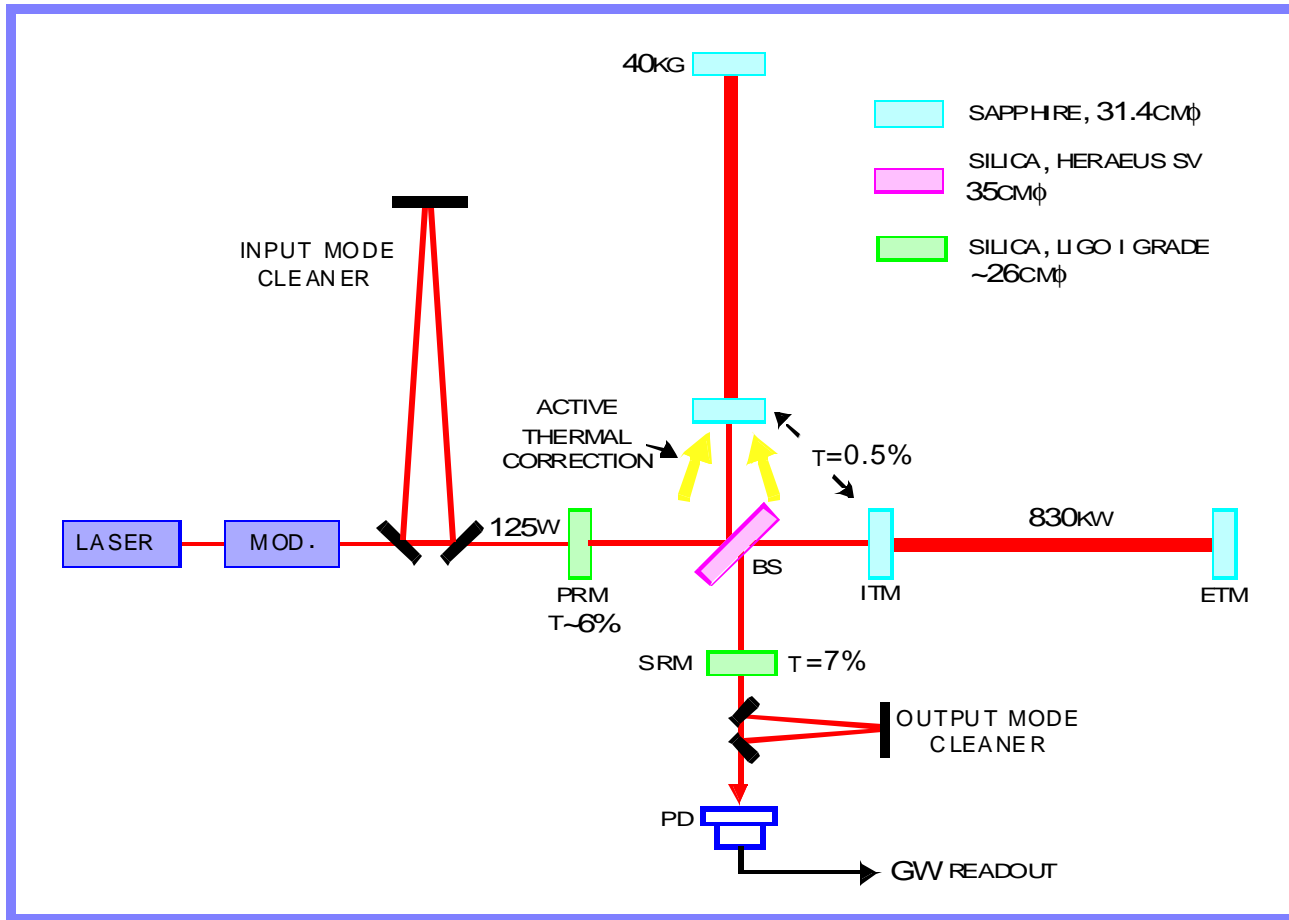 40KG
SAPPHIRE, 31.4CMϕ
SILICA, HERAEUS SV
35CMϕ
SILICA, LIGO I GRADE
~26CMϕ
INPUT MODE
CLEANER
ACTIVE
THERMAL
CORRECTION
T=0.5%
LASER
MOD.
125W
830KW
BS
PRM
T~6%
ITM
ETM
SRM
T=7%
OUTPUT MODE
CLEANER
PD
GW READOUT